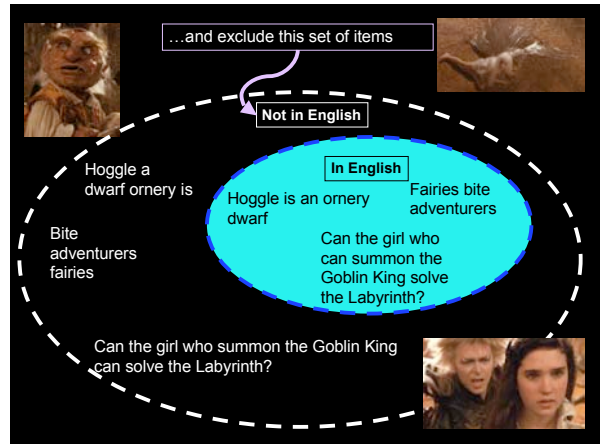 …and exclude this set of items
Not in English
In English
Hoggle a
dwarf ornery is
Hoggle is an ornery
dwarf
Fairies bite
adventurers
Bite
adventurers
fairies
Can the girl who
can summon the
Goblin King solve
the Labyrinth?
Can the girl who summon the Goblin King
can solve the Labyrinth?